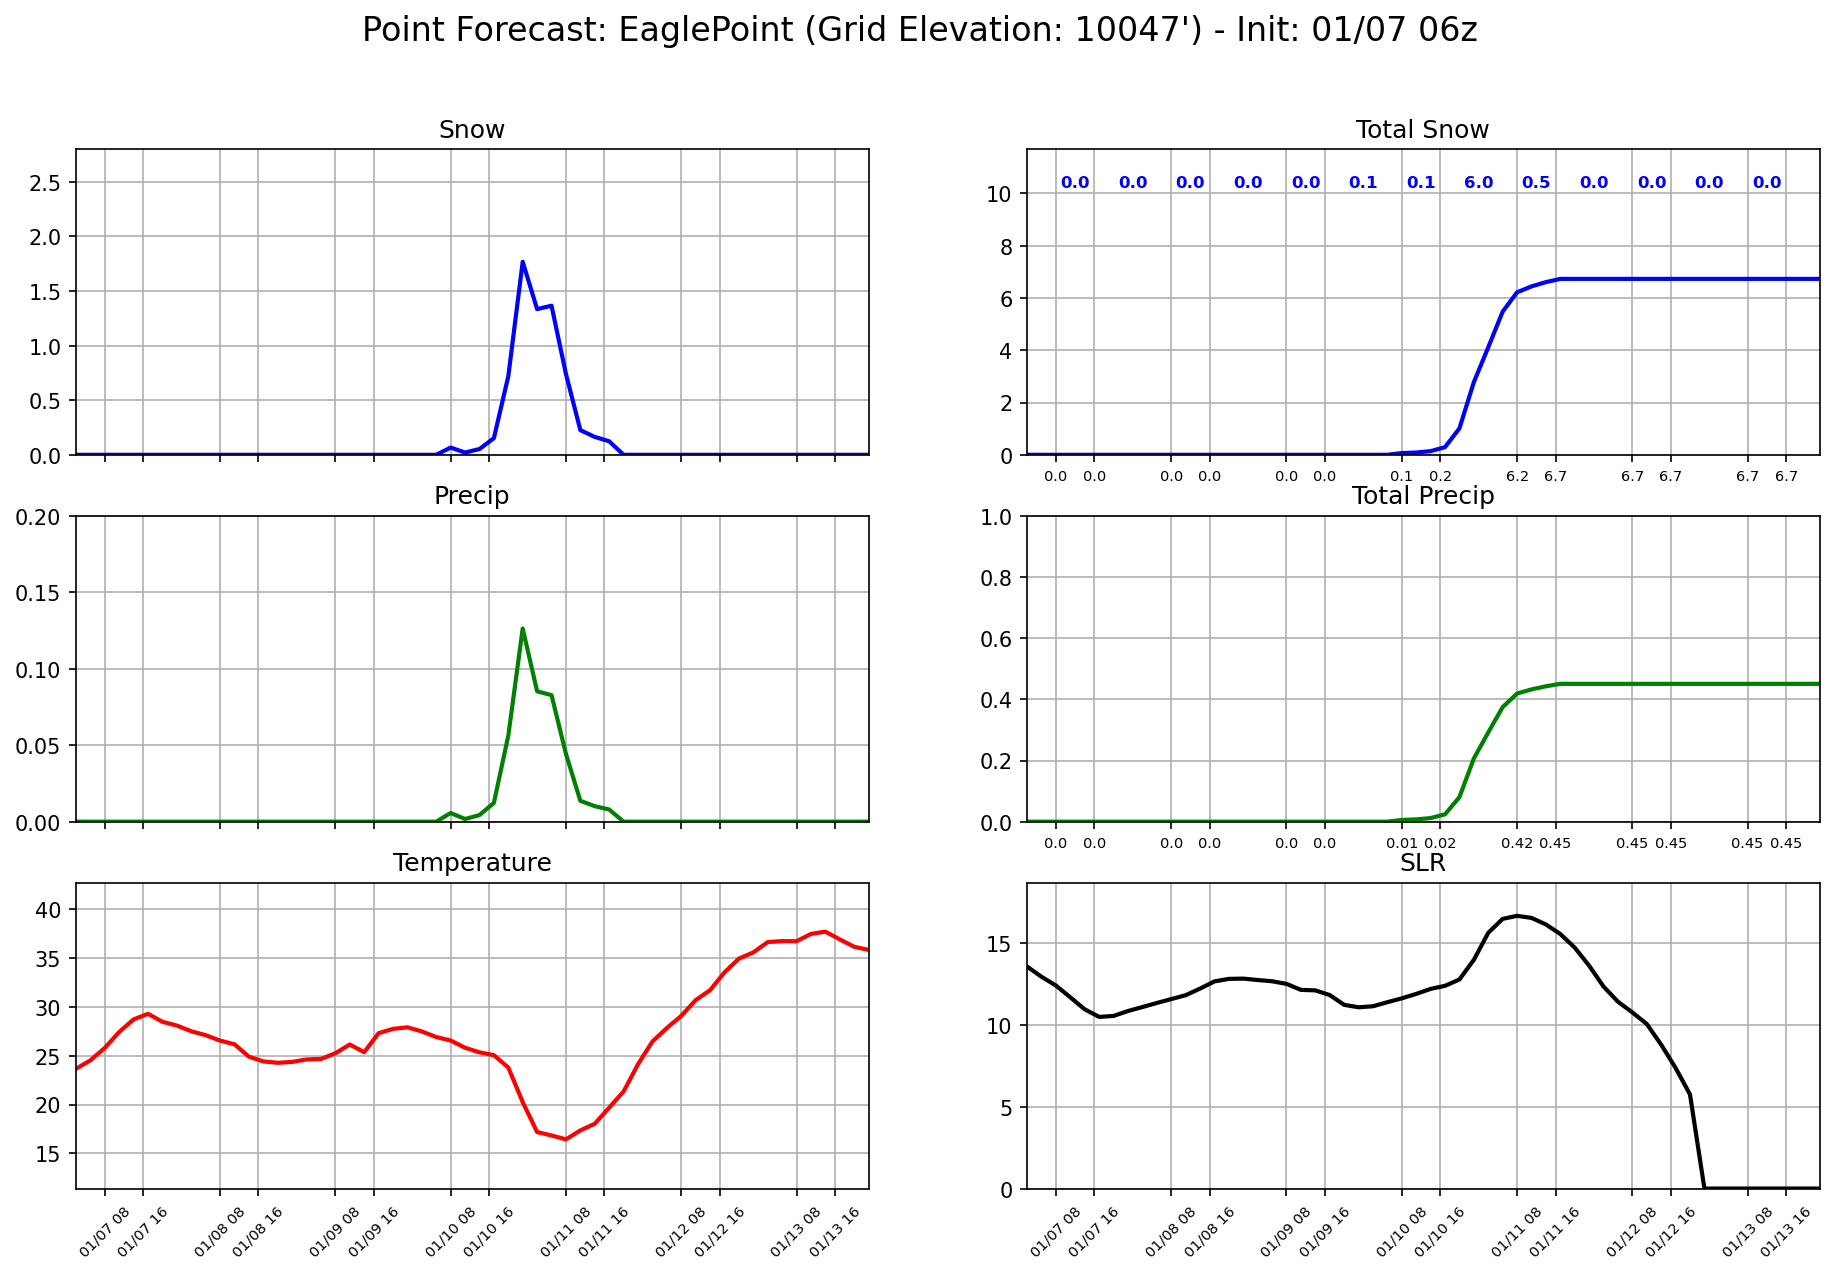 Point Forecast: EaglePoint (Grid Elevation: 10047') - Init: 01/07 06z
Snow
2.5
2.0
1.5
1.0
0.5
0.0
Total Snow
0.0 0.0 0.0 0.0 0.0 0.1 0.1 6.0 0.5 0.0 0.0 0.0 0.0
10
8
6
4
2
0
0.0 0.0 0.0 0.0 0.0 0.0 0.1 0.2 6.2 6.7 6.7 6.7 6.7 6.7
Precip
0.20
0.15
0.10
0.05
0.00
Total Precip
1.0
0.8
0.6
0.4
0.2
0.0
0.0 0.0 0.0 0.0 0.0 0.0 0.01 0.02 0.42 0.45 0.45 0.45 0.45 0.45
Temperature
40
35
30
25
20
15
01/07 08 01/07 16 01/08 08 01/08 16 01/09 08 01/09 16 01/10 08 01/10 16 01/11 08 01/11 16 01/12 08 01/12 16 01/13 08 01/13 16
SLR
15
10
5
0
01/07 08 01/07 16 01/08 08 01/08 16 01/09 08 01/09 16 01/10 08 01/10 16 01/11 08 01/11 16 01/12 08 01/12 16 01/13 08 01/13 16